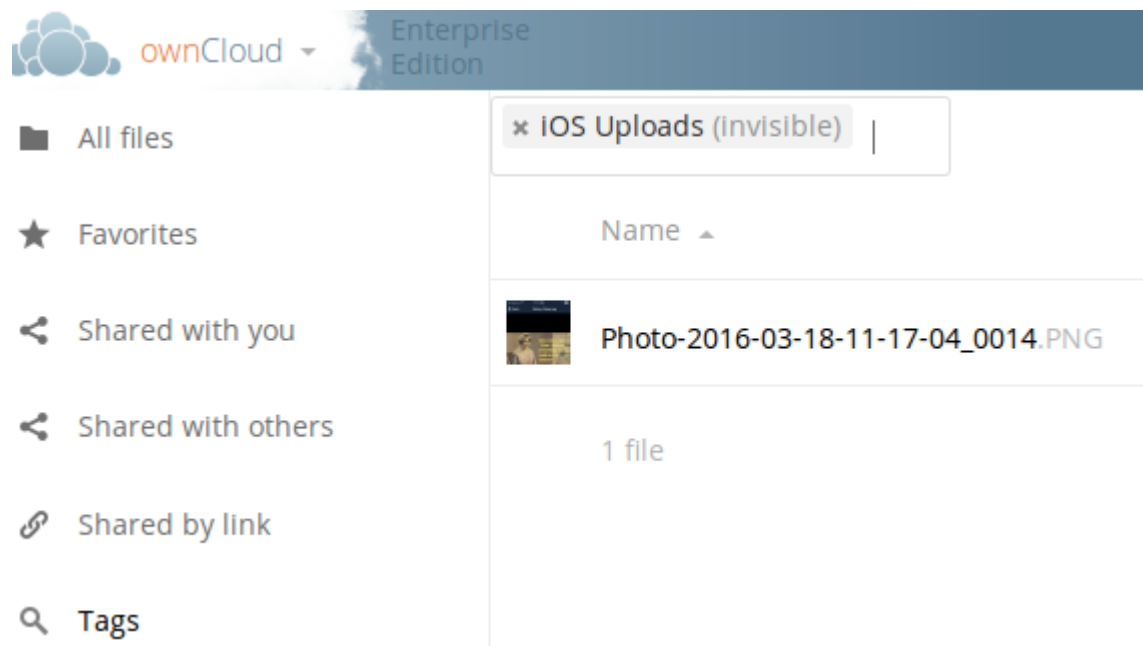 ownCloud
Enterprise
Edition
All files
Favorites
Shared with you
Shared with others
Shared by link
Tags
× iOS Uploads (invisible)
Name
Photo-2016-03-18-11-17-04_0014.PNG
1 file